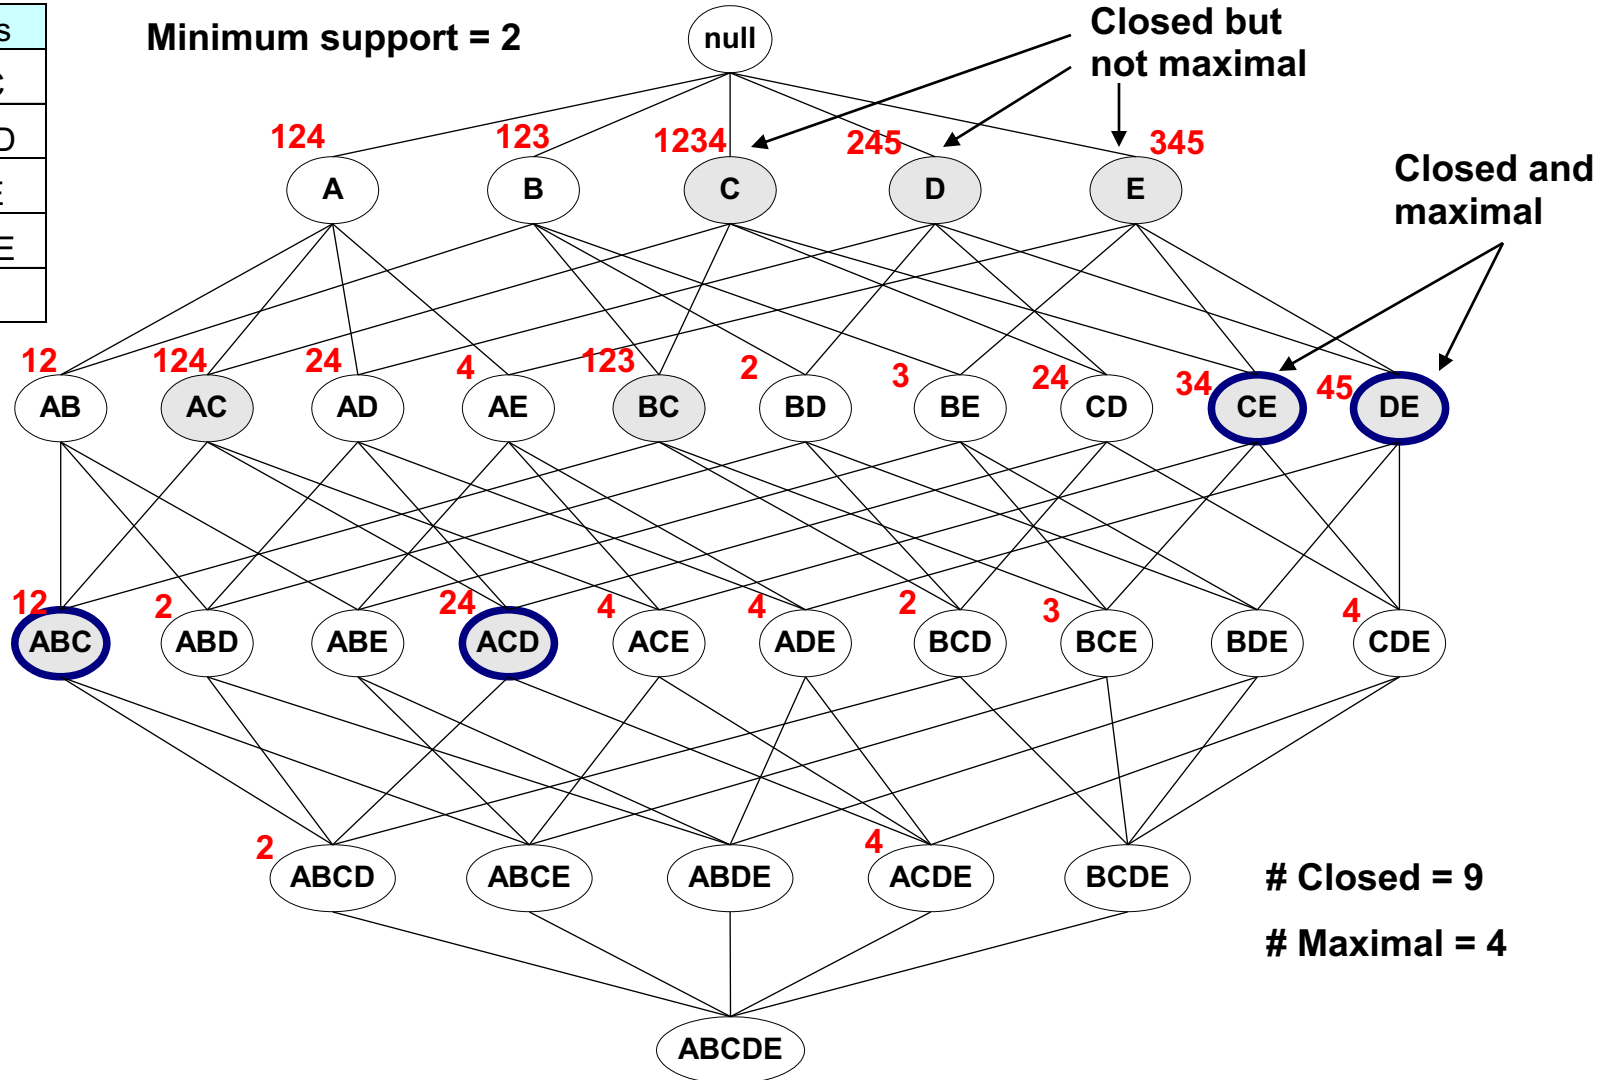 s
Minimum support = 2
null
Closed but
not maximal
C
D
E
E
124
123
1234
245
345
A
B
C
D
E
Closed and
maximal
12
124
24
4
123
2
3
24
34
45
AB
AC
AD
AE
BC
BD
BE
CD
CE
DE
12
2
24
4
4
2
3
4
ABC
ABD
ABE
ACD
ACE
ADE
BCD
BCE
BDE
CDE
2
4
ABCD
ABCE
ABDE
ACDE
BCDE
# Closed = 9
# Maximal = 4
ABCDE